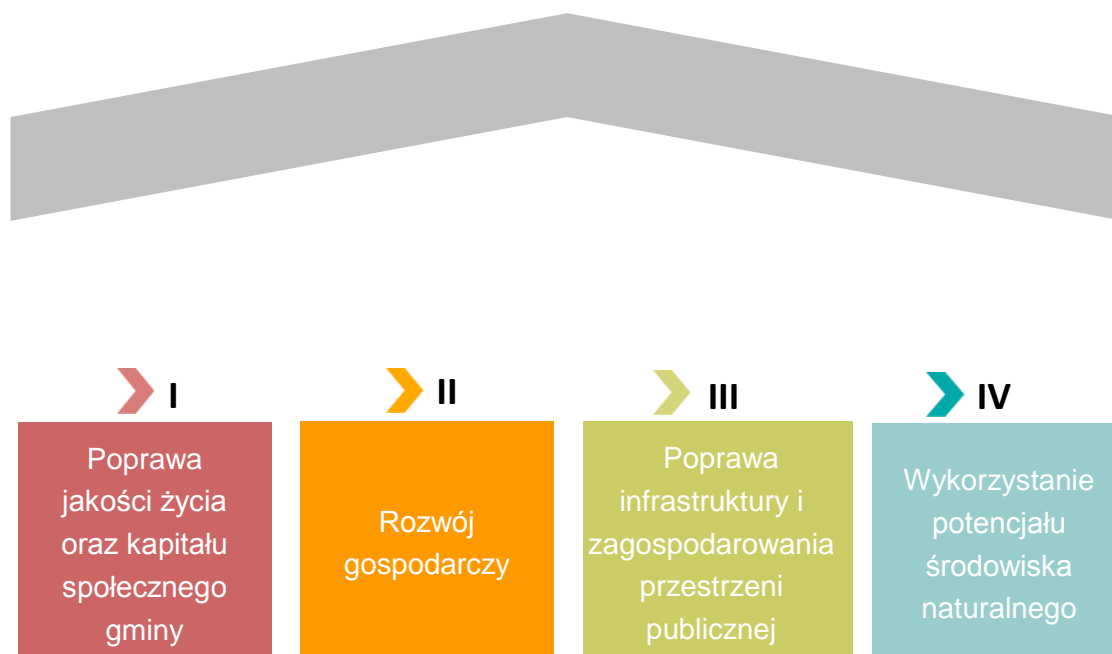 I
Poprawa
jakości życia
oraz kapitału
społecznego
gminy
II
Rozwój
gospodarczy
III
Poprawa
infrastruktury i
zagospodarowania
przestrzeni
publicznej
IV
Wykorzystanie
potencjału
środowiska
naturalnego